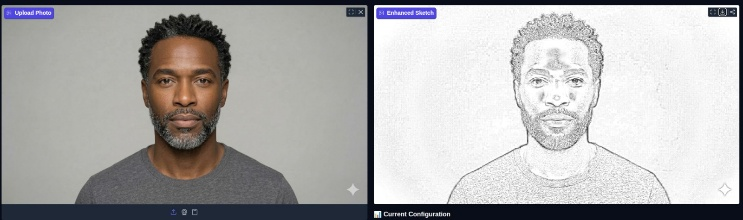 Upload Photo
Enhanced Sketch
Current Configuration